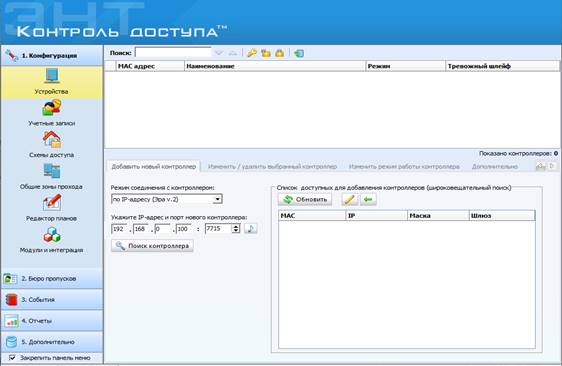 ЭНТ
КОНТРОЛЬ ДОСТУПА™
1. Конфигурация
Поиск:
MAC адрес Наименование Режим Тревожный шлейф
Устройства
Учетные записи
Схемы доступа
Общие зоны прохода
Редактор планов
Модули и интеграция
2. Бюро пропусков
3. События
4. Отчеты
5. Дополнительно
Закрепить панель меню
Показано контроллеров: 0
Добавить новый контроллер Изменить / удалить выбранный контроллер Изменить режим работы контроллера Дополнительно
Режим соединения с контроллером:
по IP-адресу (Эра v.2)
Укажите IP-адрес и порт нового контроллера:
192 . 168 . 0 . 100 : 7715
Поиск контроллера
Список доступных для добавления контроллеров (широковещательный поиск)
Обновить
MAC IP Маска Шлюз